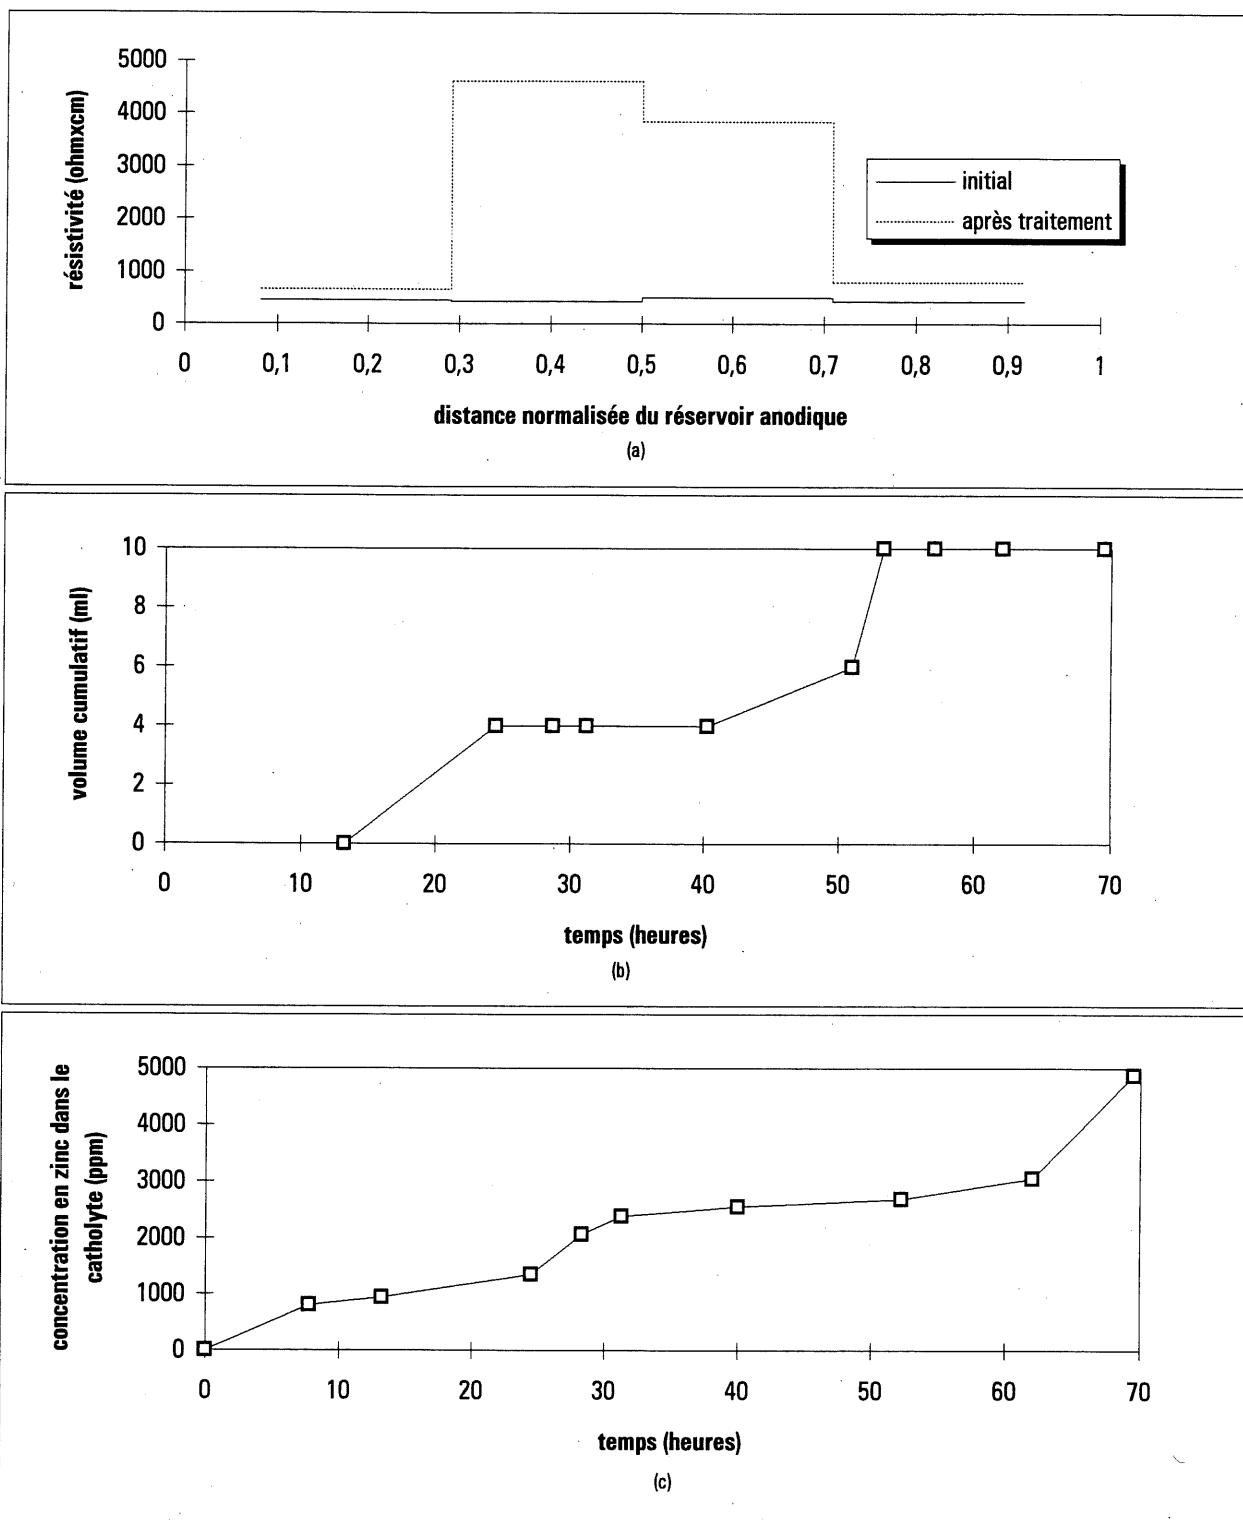 résistivité (ohmxcm)
5000
4000
3000
2000
1000
0
initial
après traitement
0 0,1 0,2 0,3 0,4 0,5 0,6 0,7 0,8 0,9 1
distance normalisée du réservoir anodique
(a)
volume cumulatif (ml)
10
8
6
4
2
0
0 10 20 30 40 50 60 70
temps (heures)
(b)
concentration en zinc dans le
catholyte (ppm)
5000
4000
3000
2000
1000
0
0 10 20 30 40 50 60 70
temps (heures)
(c)